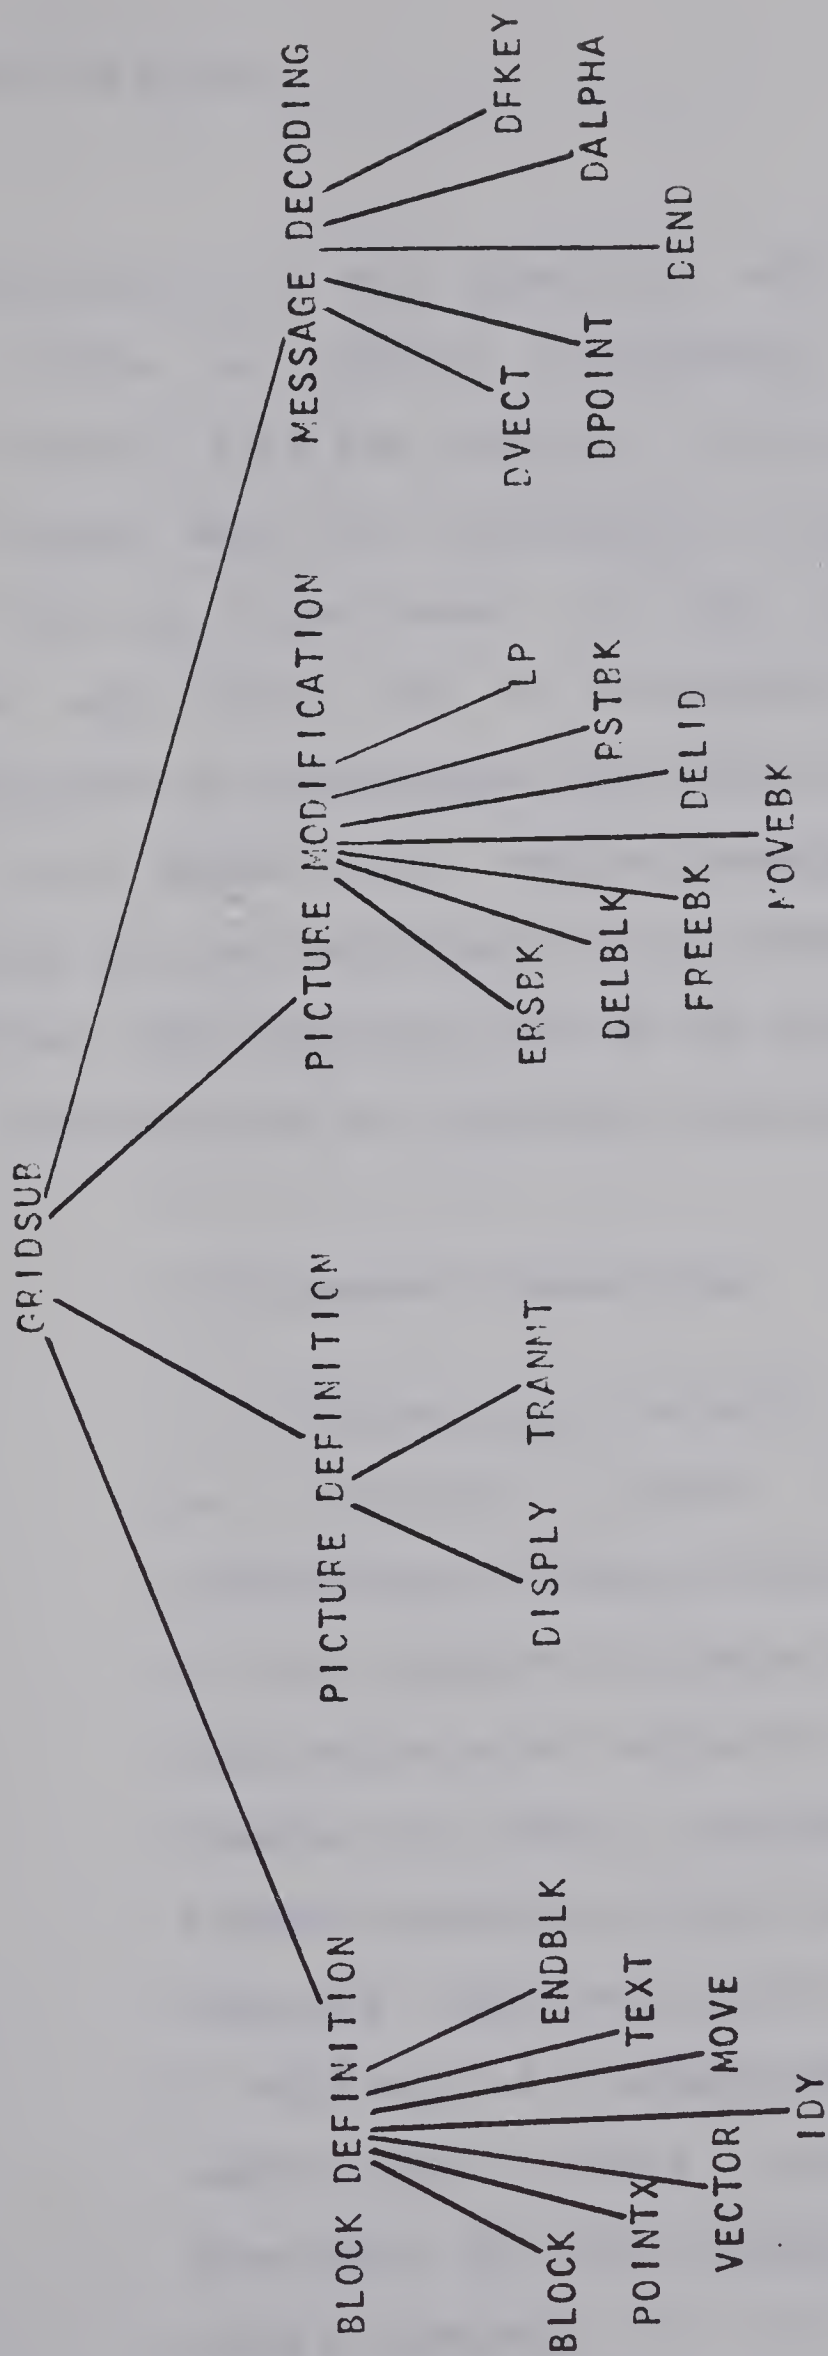 GRIDSUB
BLOCK DEFINITION
PICTURE DEFINITION
PICTURE MODIFICATION
MESSAGE DECODING
BLOCK
POINTX
VECTOR
IDY
MOVE
TEXT
ENDBLK
DISPLY
TRANMT
ERSBK
DELBLK
FREEBK
MOVEBK
DELID
RSTBK
LP
DVECT
DPOINT
DEND
DALPHA
DFKEY